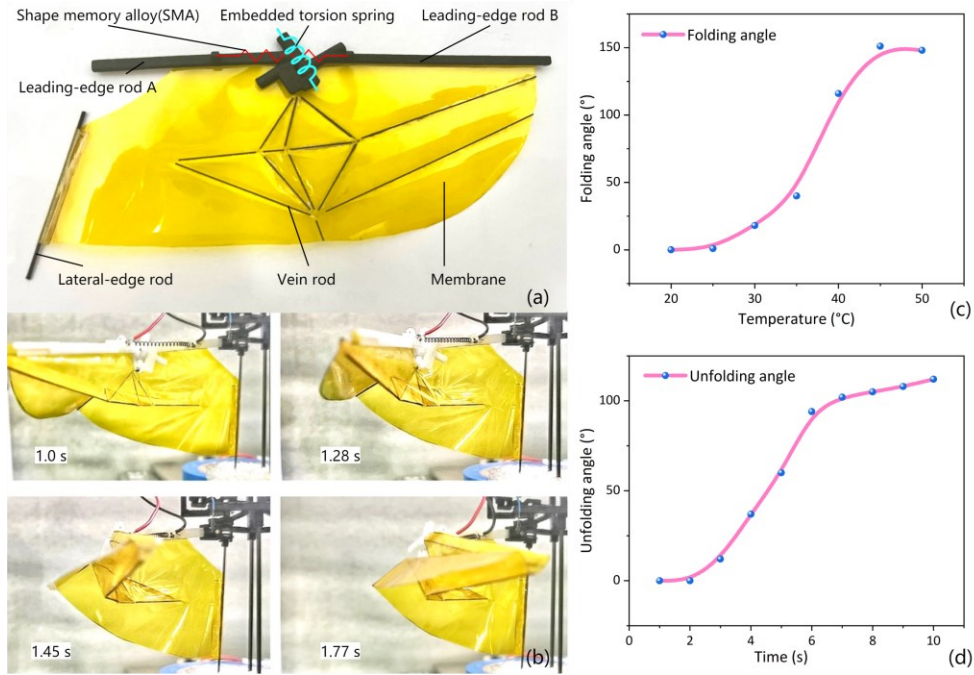 Shape memory alloy(SMA)
Embedded torsion spring
Leading-edge rod B
Leading-edge rod A
Lateral-edge rod
Vein rod
Membrane
(a)
1.0 s
1.28 s
1.45 s
1.77 s
(b)
Folding angle
150
100
50
0
Folding angle (°)
20
30
40
50
Temperature (°C)
(c)
Unfolding angle
100
50
0
Unfolding angle (°)
0
2
4
6
8
10
Time (s)
(d)